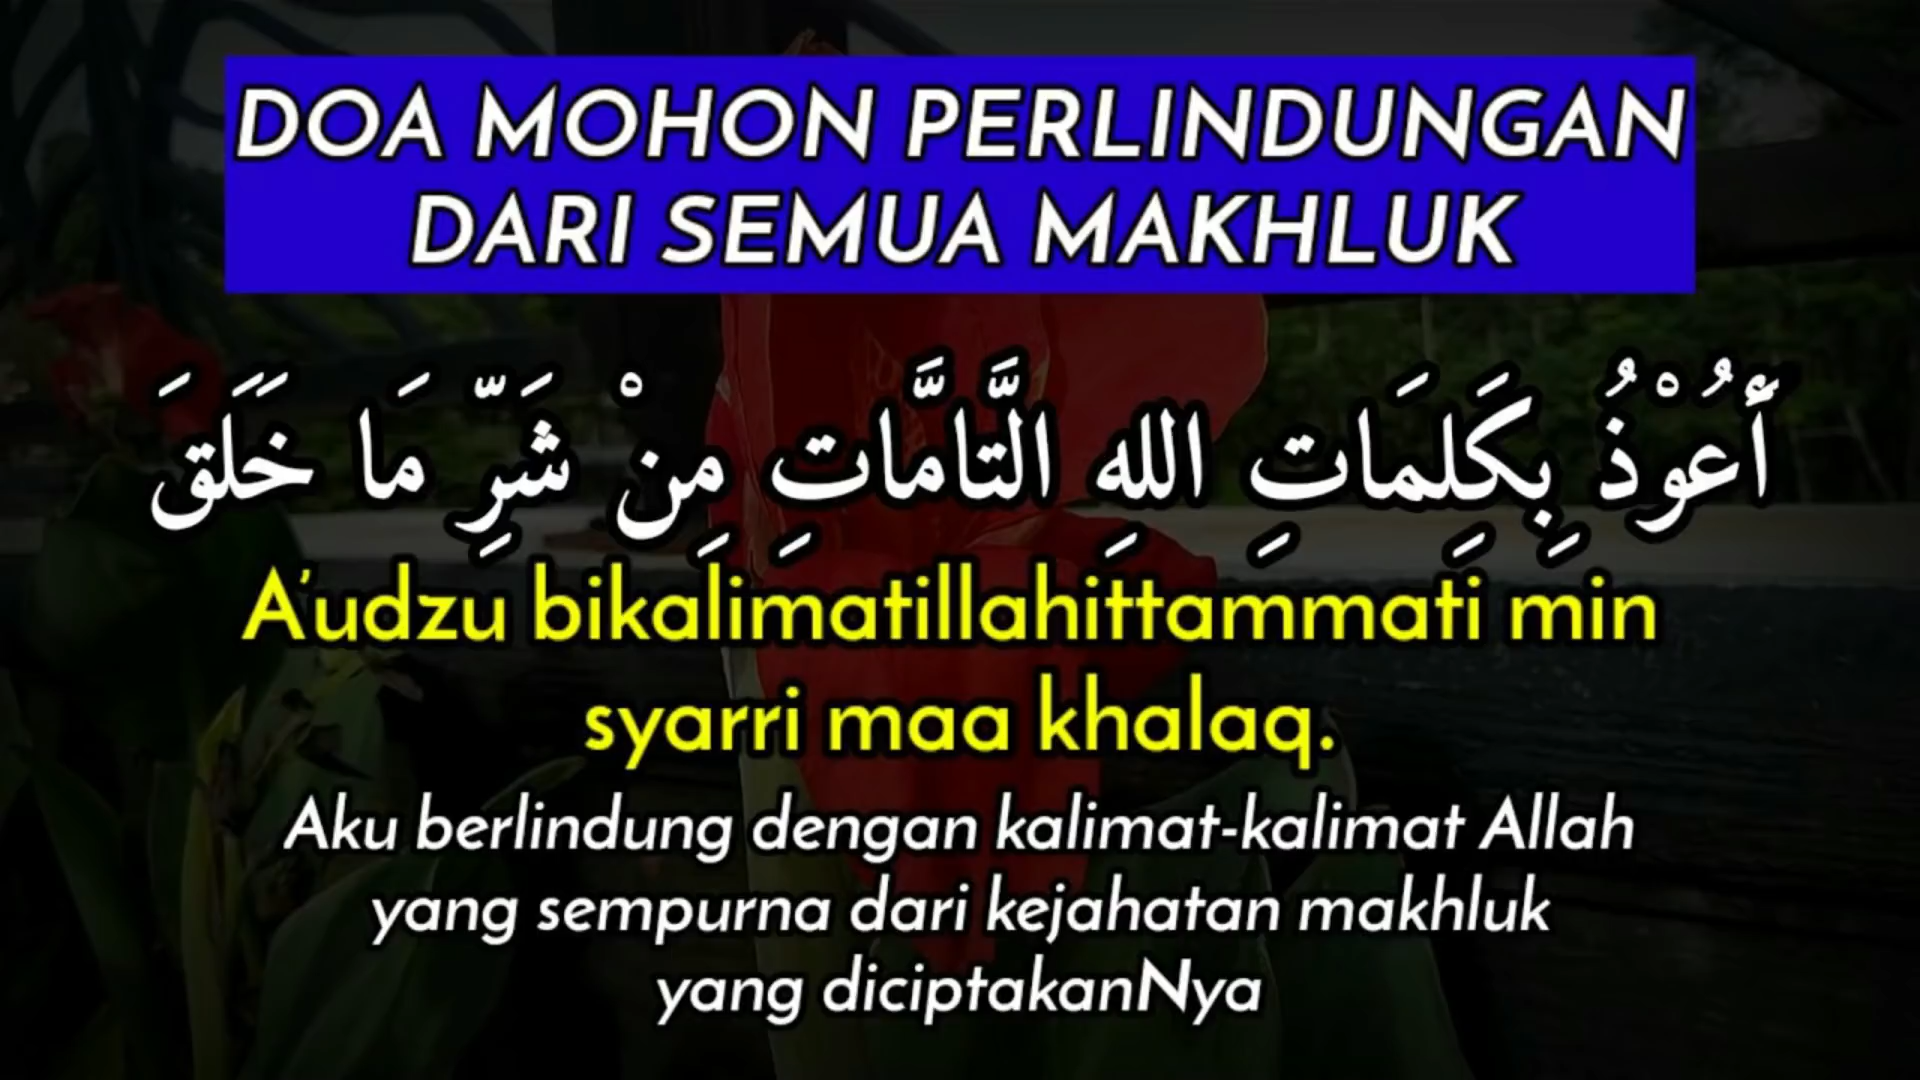 DOA MOHON PERLINDUNGAN
DARI SEMUA MAKHLUK
أَعُوْذُ بِكَلِمَاتِ اللهِ التَّامَّاتِ مِنْ شَرِّ مَا خَلَقَ
A'udzu bikalimatillahittammati min
syarri maa khalaq.
Aku berlindung dengan kalimat-kalimat Allah
yang sempurna dari kejahatan makhluk
yang diciptakanNya